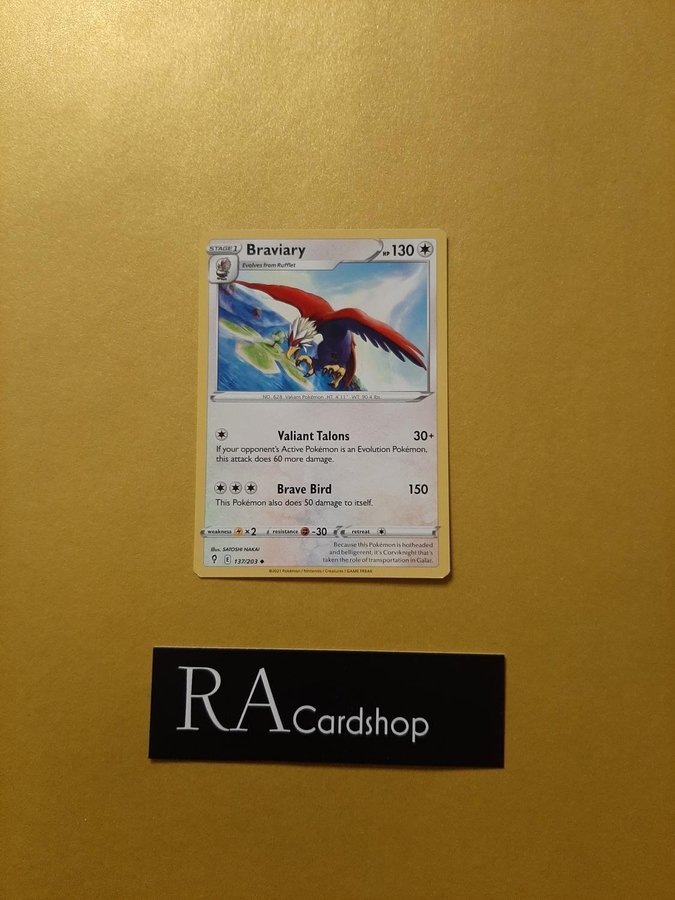 STAGE 1 Braviary HP 130
Evolves from Rufflet
NO. 628 Valiant Pokémon HT: 4'11" WT: 90.4 lbs.
Valiant Talons 30+
If your opponent's Active Pokémon is an Evolution Pokémon,
this attack does 60 more damage.
Brave Bird 150
This Pokémon also does 50 damage to itself.
weakness ×2 resistance -30 retreat
Illus. SATOSHI NAKAI
Because this Pokémon is hotheaded
and belligerent, it's Corviknight that's
taken the role of transportation in Galar.
E 137/203
©2021 Pokémon / Nintendo / Creatures / GAME FREAK
RA Cardshop